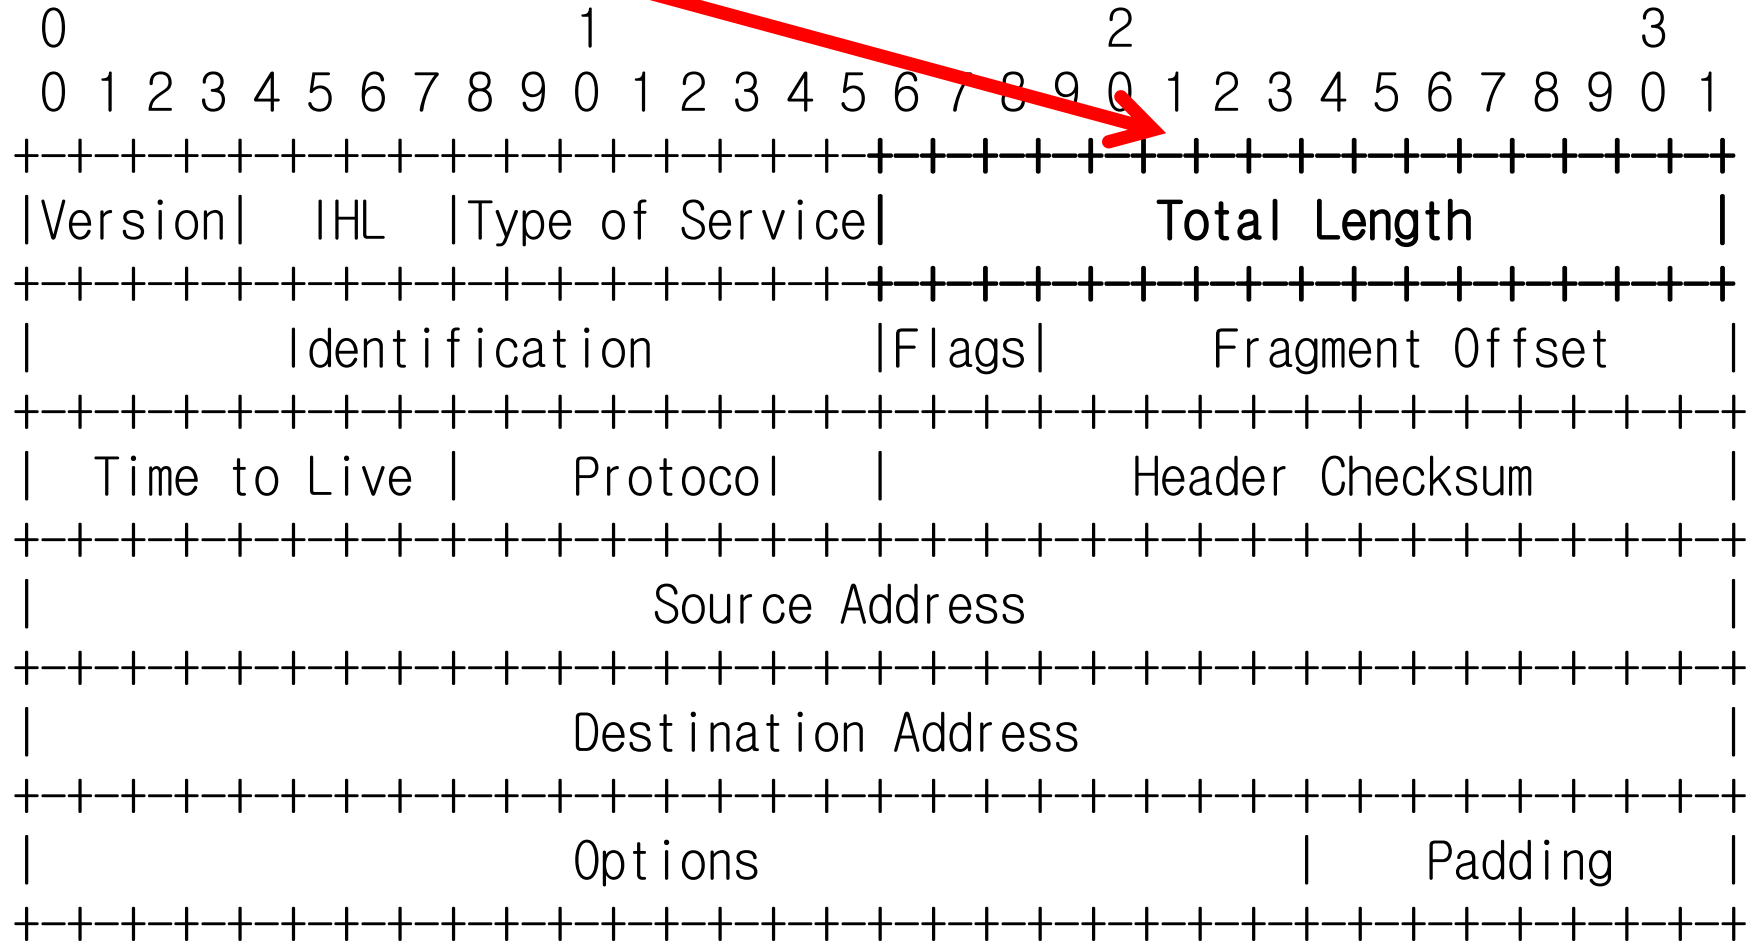 0                   1                   2                   3
0 1 2 3 4 5 6 7 8 9 0 1 2 3 4 5 6 7 8 9 0 1 2 3 4 5 6 7 8 9 0 1
+-+-+-+-+-+-+-+-+-+-+-+-+-+-+-+-+-+-+-+-+-+-+-+-+-+-+-+-+-+-+-+-+
|Version|  IHL  |Type of Service|          Total Length         |
+-+-+-+-+-+-+-+-+-+-+-+-+-+-+-+-+-+-+-+-+-+-+-+-+-+-+-+-+-+-+-+-+
|         Identification        |Flags|      Fragment Offset    |
+-+-+-+-+-+-+-+-+-+-+-+-+-+-+-+-+-+-+-+-+-+-+-+-+-+-+-+-+-+-+-+-+
|  Time to Live |    Protocol   |         Header Checksum       |
+-+-+-+-+-+-+-+-+-+-+-+-+-+-+-+-+-+-+-+-+-+-+-+-+-+-+-+-+-+-+-+-+
|                       Source Address                          |
+-+-+-+-+-+-+-+-+-+-+-+-+-+-+-+-+-+-+-+-+-+-+-+-+-+-+-+-+-+-+-+-+
|                    Destination Address                        |
+-+-+-+-+-+-+-+-+-+-+-+-+-+-+-+-+-+-+-+-+-+-+-+-+-+-+-+-+-+-+-+-+
|                    Options                    |    Padding    |
+-+-+-+-+-+-+-+-+-+-+-+-+-+-+-+-+-+-+-+-+-+-+-+-+-+-+-+-+-+-+-+-+